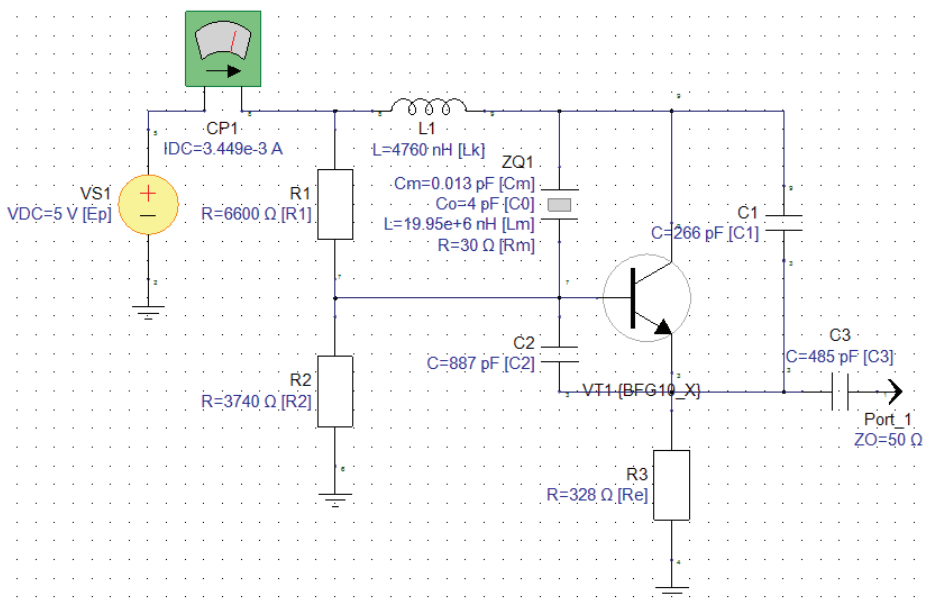 CP1
IDC=3.449e-3 A
VS1
VDC=5 V [Ep]
R1
R=6600 Ω [R1]
L1
L=4760 nH [Lk]
ZQ1
Cm=0.013 pF [Cm]
Co=4 pF [C0]
L=19.95e+6 nH [Lm]
R=30 Ω [Rm]
C1
C=266 pF [C1]
R2
R=3740 Ω [R2]
C2
C=887 pF [C2]
VT1 {BFG10_X}
C3
C=485 pF [C3]
Port_1
ZO=50 Ω
R3
R=328 Ω [Re]